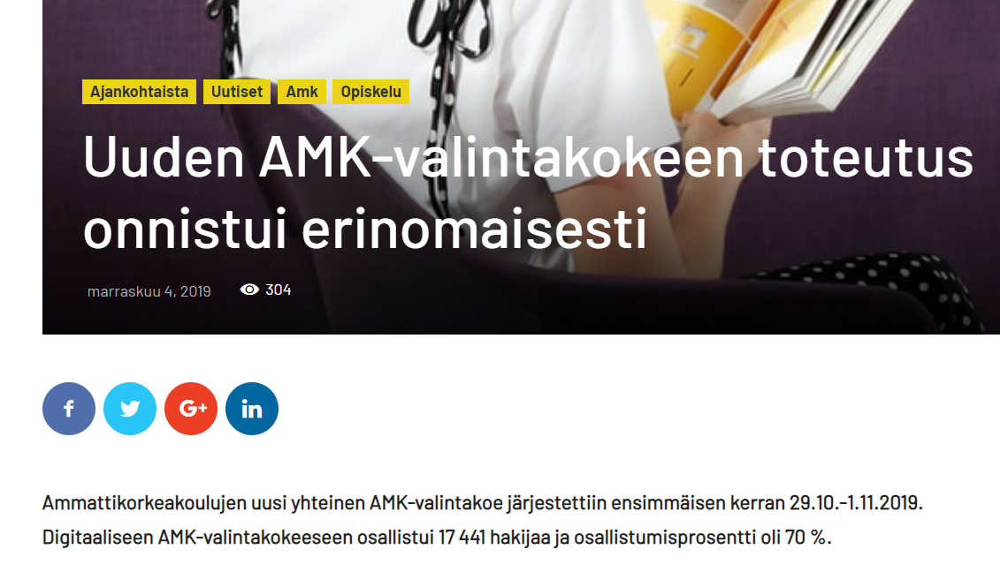 Ajankohtaista Uutiset Amk Opiskelu
Uuden AMK-valintakokeen toteutus
onnistui erinomaisesti
marraskuu 4, 2019 304
f G+ in
Ammattikorkeakoulujen uusi yhteinen AMK-valintakoe järjestettiin ensimmäisen kerran 29.10.-1.11.2019.
Digitaaliseen AMK-valintakokeeseen osallistui 17 441 hakijaa ja osallistumisprosentti oli 70 %.